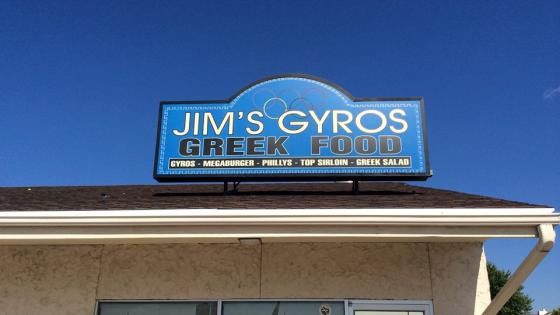 JIM'S GYROS
GREEK FOOD
GYROS - MEGABURGER - PHILLYS - TOP SIRLOIN - GREEK SALAD